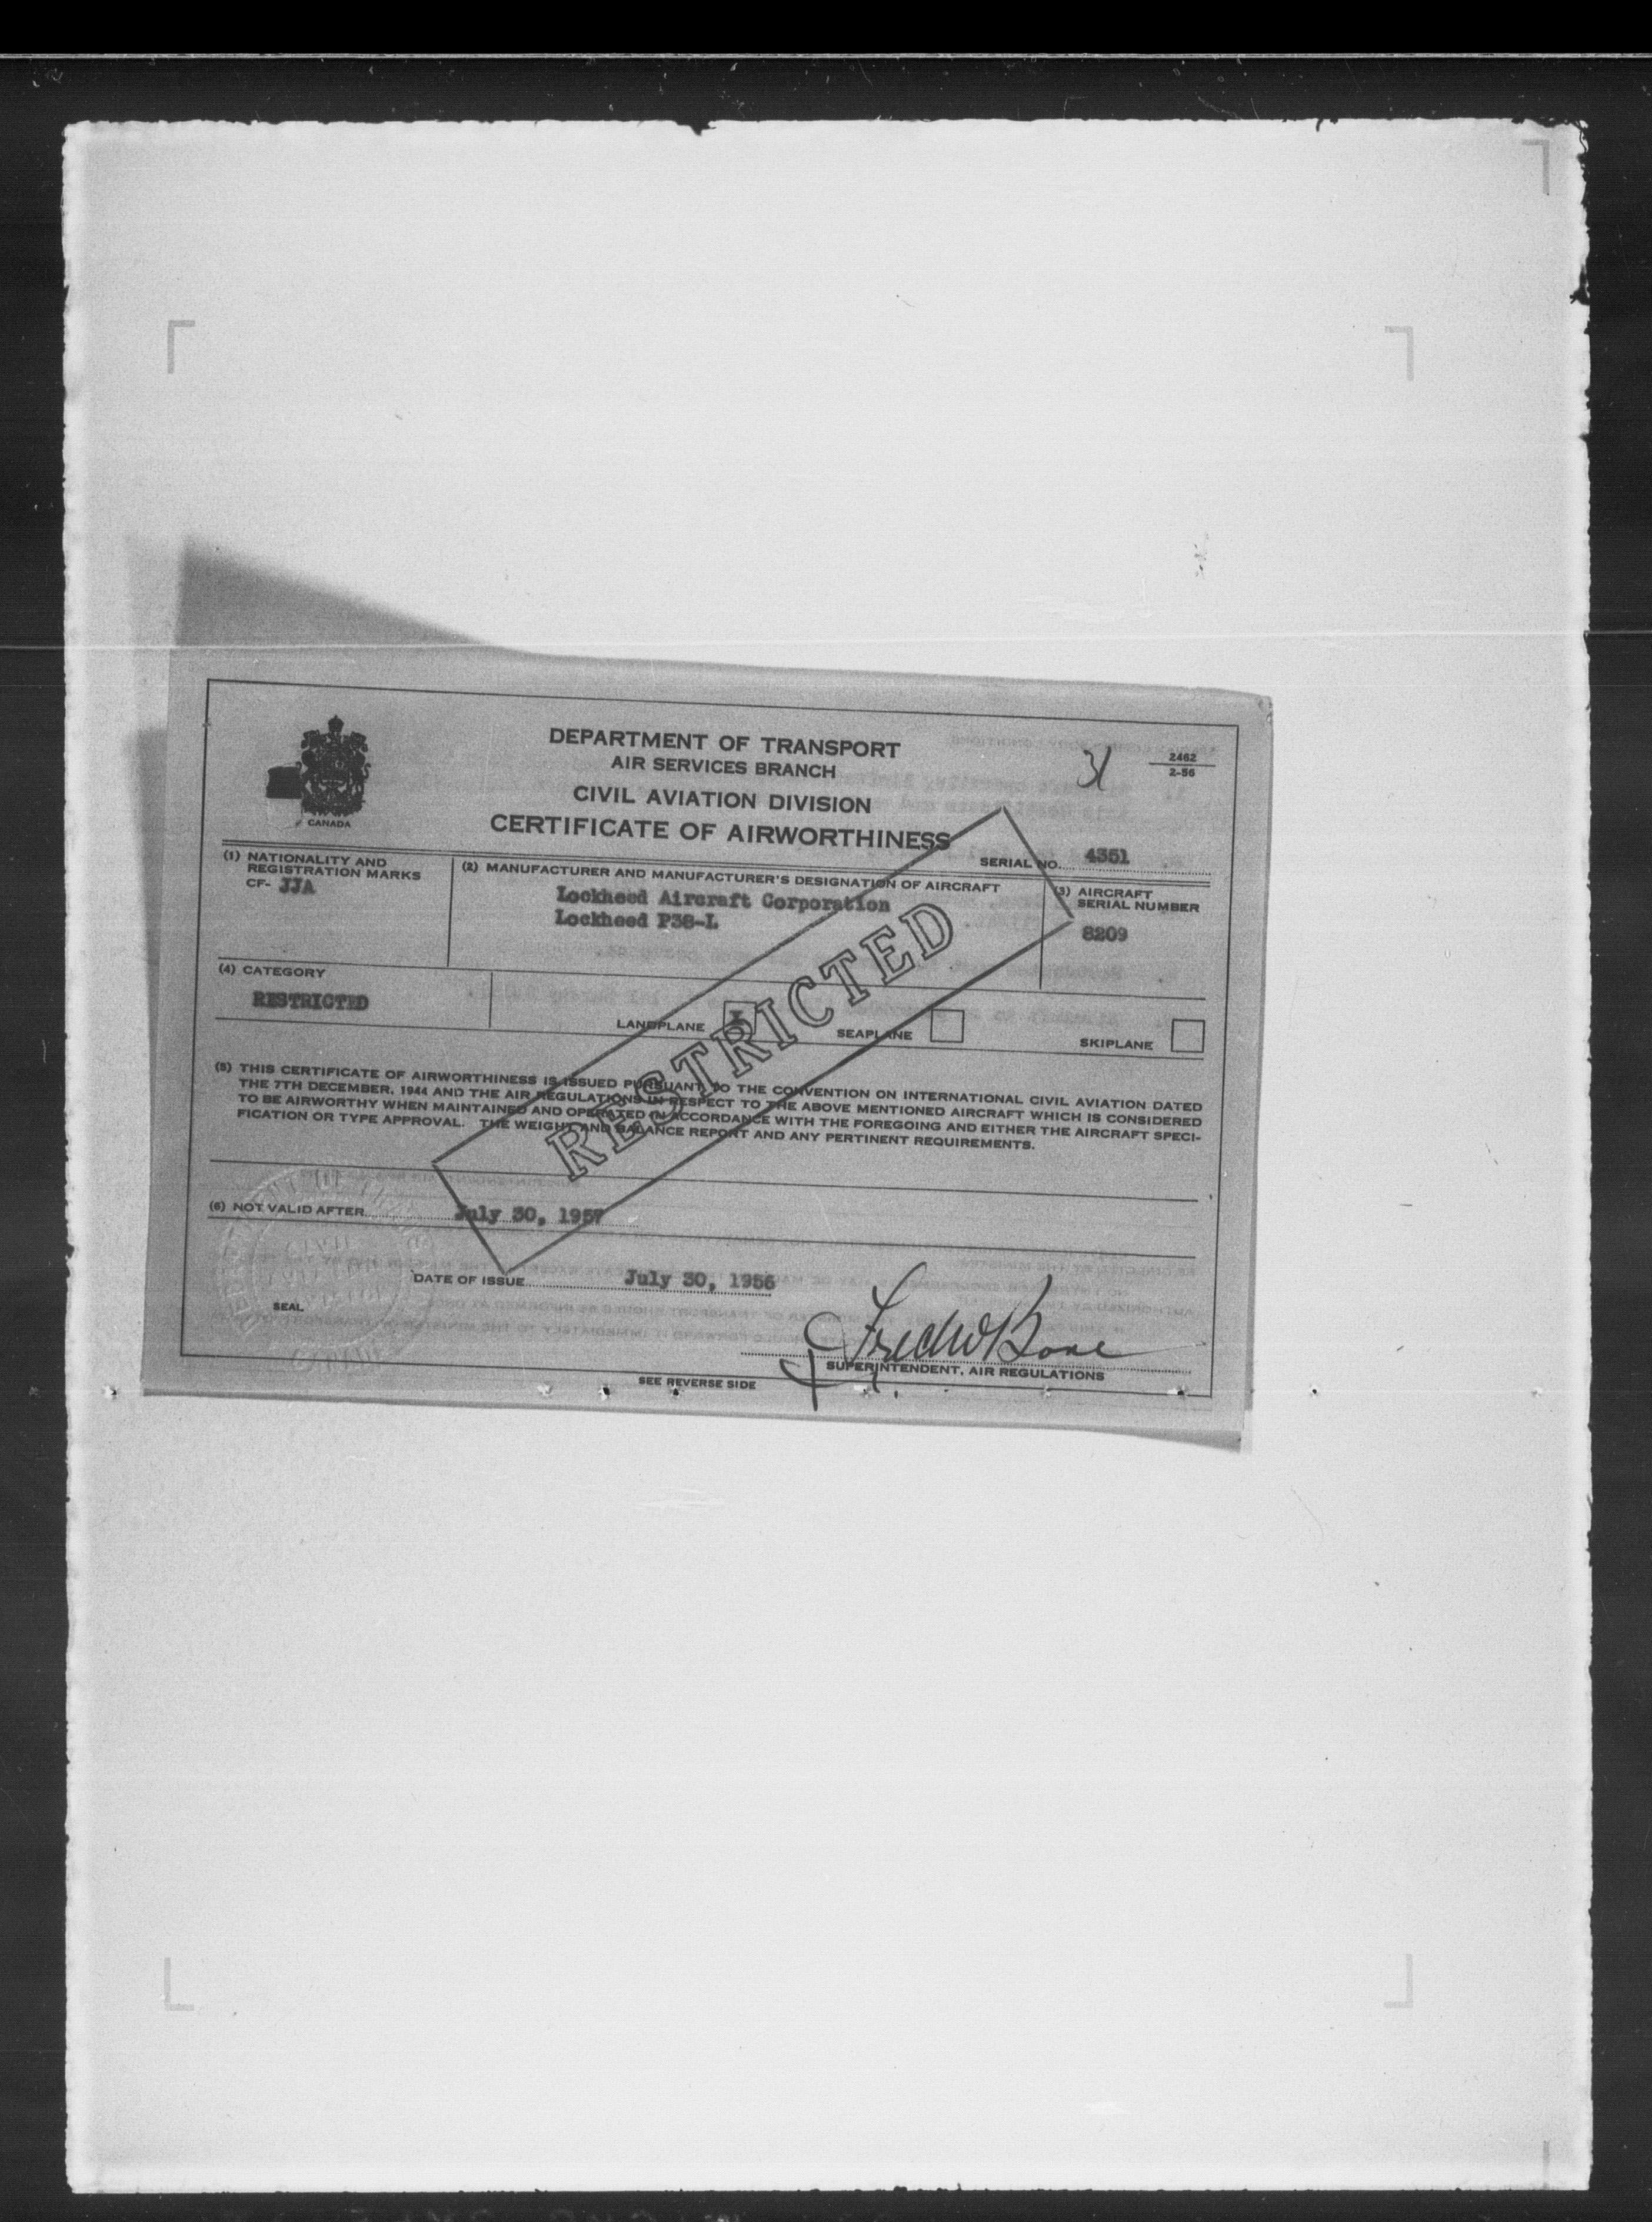 DEPARTMENT OF TRANSPORT
AIR SERVICES BRANCH
CIVIL AVIATION DIVISION
CERTIFICATE OF AIRWORTHINESS
CANADA
31
2462
2-56
SERIAL NO. 4351
(1) NATIONALITY AND
REGISTRATION MARKS
CF- JJA
(2) MANUFACTURER AND MANUFACTURER'S DESIGNATION OF AIRCRAFT
Lockheed Aircraft Corporation
Lockheed P38-L
(3) AIRCRAFT
SERIAL NUMBER
8209
(4) CATEGORY
RESTRICTED
LANDPLANE X SEAPLANE SKIPLANE
RESTRICTED
(5) THIS CERTIFICATE OF AIRWORTHINESS IS ISSUED PURSUANT TO THE CONVENTION ON INTERNATIONAL CIVIL AVIATION DATED
THE 7TH DECEMBER, 1944 AND THE AIR REGULATIONS IN RESPECT TO THE ABOVE MENTIONED AIRCRAFT WHICH IS CONSIDERED
TO BE AIRWORTHY WHEN MAINTAINED AND OPERATED IN ACCORDANCE WITH THE FOREGOING AND EITHER THE AIRCRAFT SPECI-
FICATION OR TYPE APPROVAL. THE WEIGHT AND BALANCE REPORT AND ANY PERTINENT REQUIREMENTS.
(6) NOT VALID AFTER July 30, 1957
DATE OF ISSUE July 30, 1956
SEAL
SUPERINTENDENT, AIR REGULATIONS
SEE REVERSE SIDE